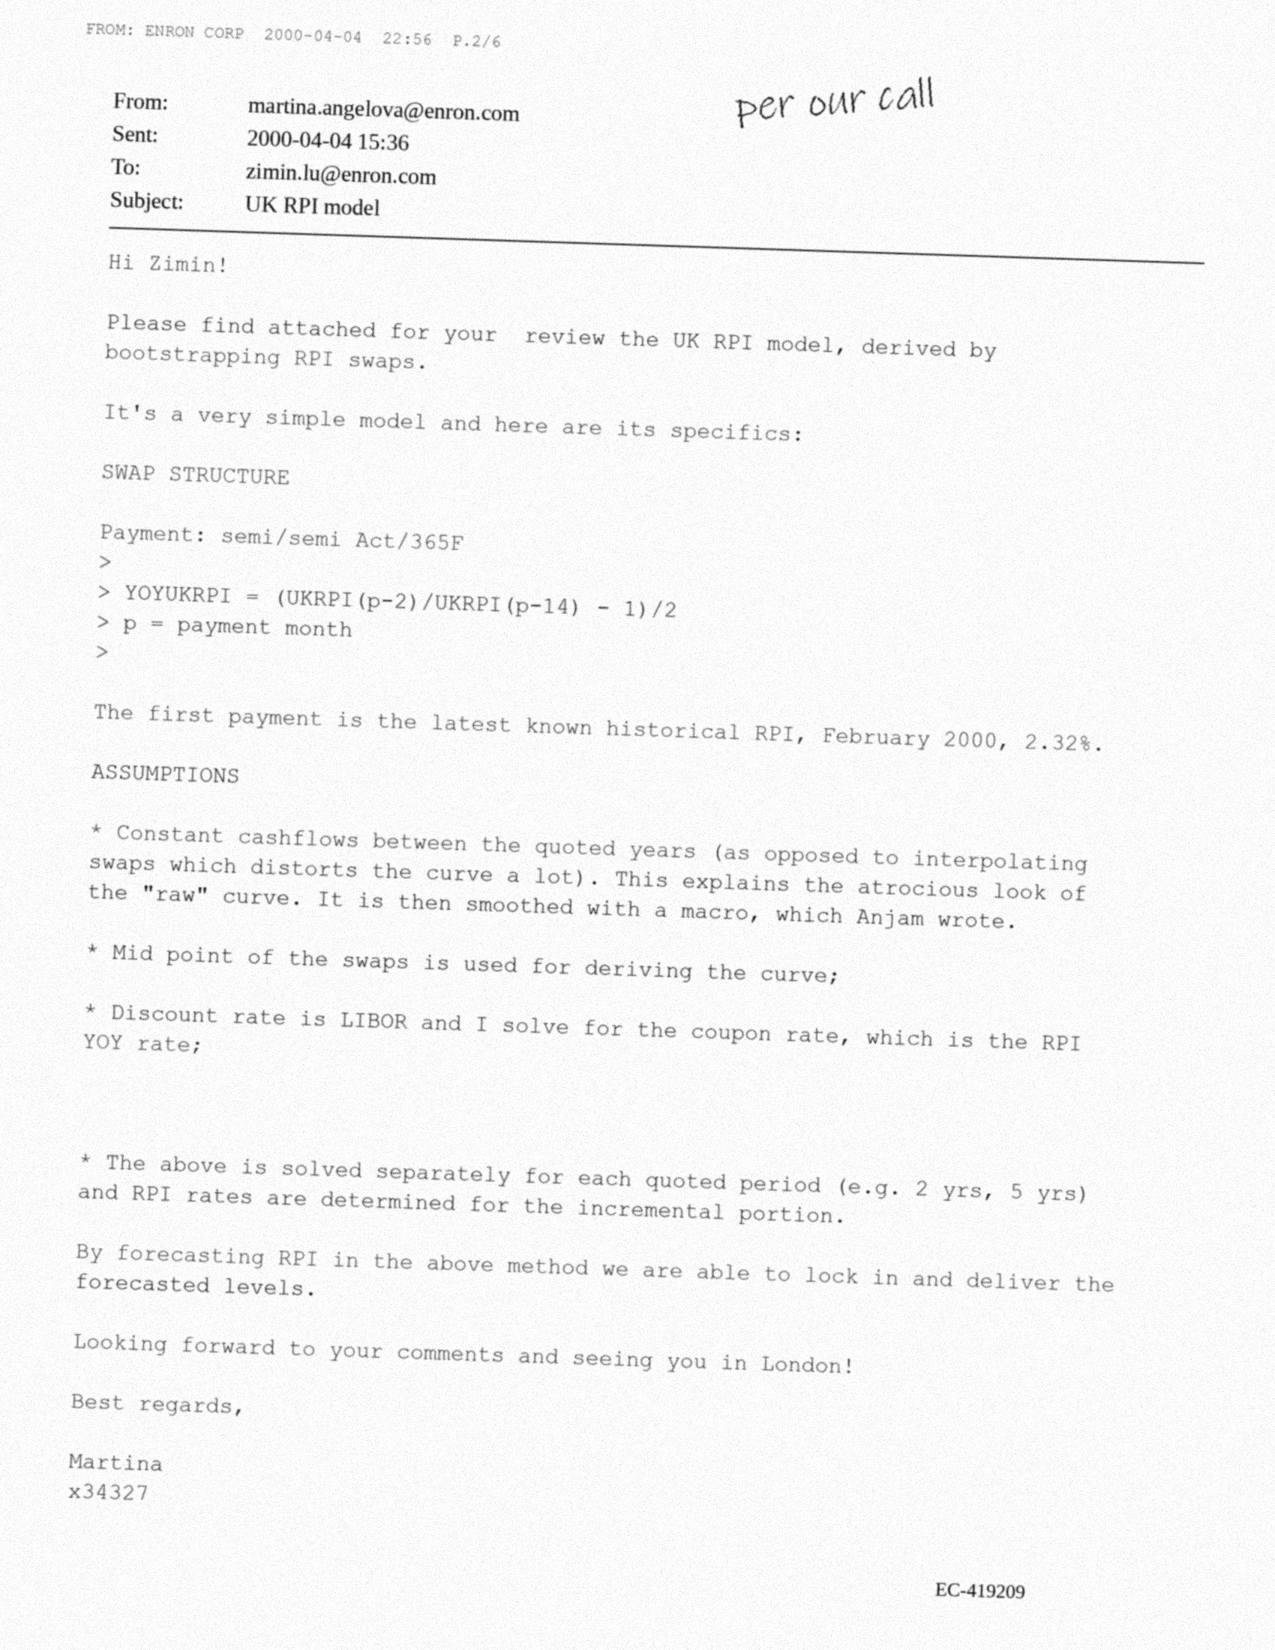 FROM: ENRON CORP  2000-04-04  22:56  P.2/6
per our call
From: martina.angelova@enron.com
Sent: 2000-04-04 15:36
To: zimin.lu@enron.com
Subject: UK RPI model
Hi Zimin!
Please find attached for your  review the UK RPI model, derived by
bootstrapping RPI swaps.
It's a very simple model and here are its specifics:
SWAP STRUCTURE
Payment: semi/semi Act/365F
>
> YOYUKRPI = (UKRPI(p-2)/UKRPI(p-14) - 1)/2
> p = payment month
>
The first payment is the latest known historical RPI, February 2000, 2.32%.
ASSUMPTIONS
* Constant cashflows between the quoted years (as opposed to interpolating
swaps which distorts the curve a lot). This explains the atrocious look of
the "raw" curve. It is then smoothed with a macro, which Anjam wrote.
* Mid point of the swaps is used for deriving the curve;
* Discount rate is LIBOR and I solve for the coupon rate, which is the RPI
YOY rate;
* The above is solved separately for each quoted period (e.g. 2 yrs, 5 yrs)
and RPI rates are determined for the incremental portion.
By forecasting RPI in the above method we are able to lock in and deliver the
forecasted levels.
Looking forward to your comments and seeing you in London!
Best regards,
Martina
x34327
EC-419209